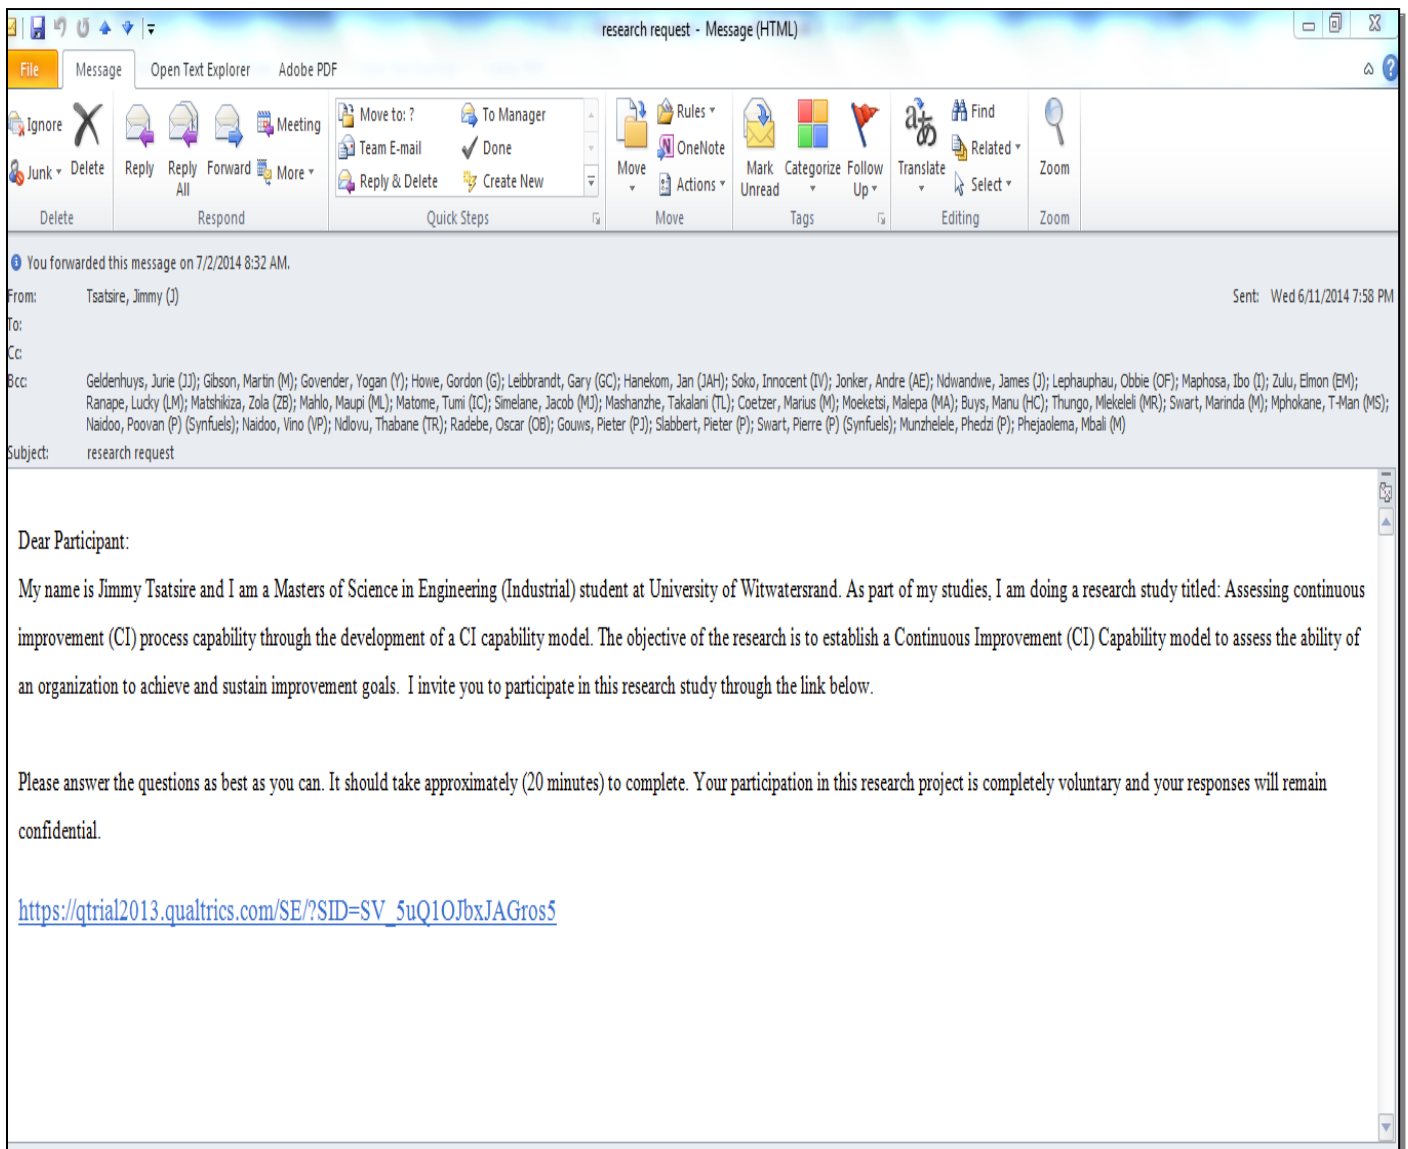 research request - Message (HTML)
File Message Open Text Explorer Adobe PDF
Ignore
Junk
Delete
Reply
Reply All
Forward
Meeting
More
Move to: ?
To Manager
Team E-mail
Done
Reply & Delete
Create New
Move
Rules
OneNote
Actions
Mark Unread
Categorize
Follow Up
Translate
Find
Related
Select
Zoom
Delete Respond Quick Steps Move Tags Editing Zoom
You forwarded this message on 7/2/2014 8:32 AM.
From: Tsatsire, Jimmy (J) Sent: Wed 6/11/2014 7:58 PM
To:
Cc:
Bcc: Geldenhuys, Jurie (JJ); Gibson, Martin (M); Govender, Yogan (Y); Howe, Gordon (G); Leibbrandt, Gary (GC); Hanekom, Jan (JAH); Soko, Innocent (IV); Jonker, Andre (AE); Ndwandwe, James (J); Lephauphau, Obbie (OF); Maphosa, Ibo (I); Zulu, Elmon (EM);
Ranape, Lucky (LM); Matshikiza, Zola (ZB); Mahlo, Maupi (ML); Matome, Tumi (IC); Simelane, Jacob (MJ); Mashanzhe, Takalani (TL); Coetzer, Marius (M); Moeketsi, Malepa (MA); Buys, Manu (HC); Thungo, Mlekeleli (MR); Swart, Marinda (M); Mphokane, T-Man (MS);
Naidoo, Poovan (P) (Synfuels); Naidoo, Vino (VP); Ndlovu, Thabane (TR); Radebe, Oscar (OB); Gouws, Pieter (PJ); Slabbert, Pieter (P); Swart, Pierre (P) (Synfuels); Munzhelele, Phedzi (P); Phejaolema, Mbali (M)
Subject: research request
Dear Participant:
My name is Jimmy Tsatsire and I am a Masters of Science in Engineering (Industrial) student at University of Witwatersrand. As part of my studies, I am doing a research study titled: Assessing continuous
improvement (CI) process capability through the development of a CI capability model. The objective of the research is to establish a Continuous Improvement (CI) Capability model to assess the ability of
an organization to achieve and sustain improvement goals. I invite you to participate in this research study through the link below.
Please answer the questions as best as you can. It should take approximately (20 minutes) to complete. Your participation in this research project is completely voluntary and your responses will remain
confidential.
https://qtrial2013.qualtrics.com/SE/?SID=SV_5uQ1OJbxJAGros5